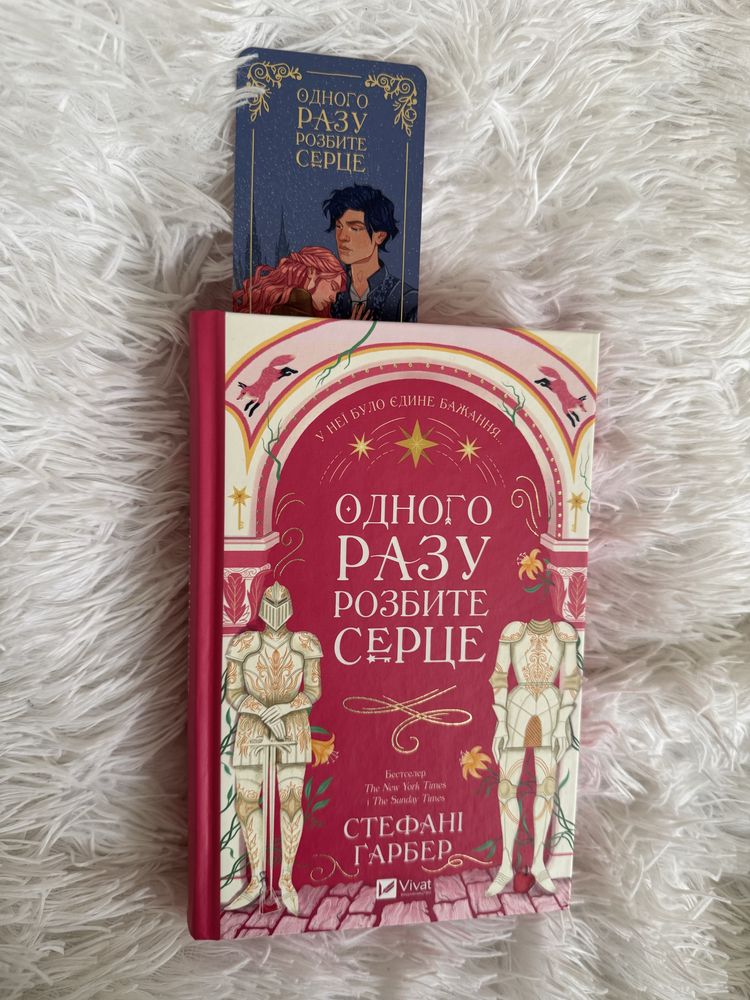 ОДНОГО
РАЗУ
РОЗБИТЕ
СЕРЦЕ
У НЕЇ БУЛО ЄДИНЕ БАЖАННЯ...
ОДНОГО
РАЗУ
РОЗБИТЕ
СЕРЦЕ
Бестселер
The New York Times
і The Sunday Times
СТЕФАНІ
ҐАРБЕР
Vivat